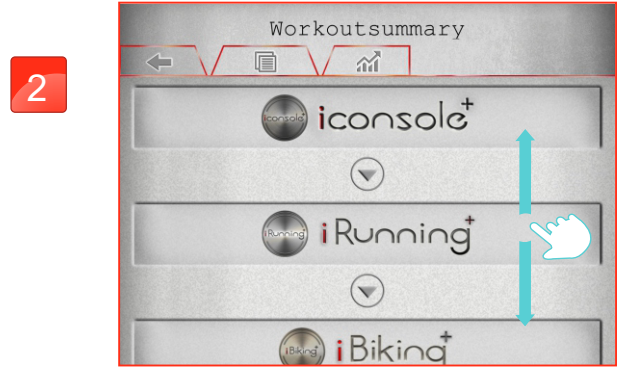 2
Workoutsummary
iconsole+
iconsole+
iRunning+
iRunning+
iBiking+
iBiking+